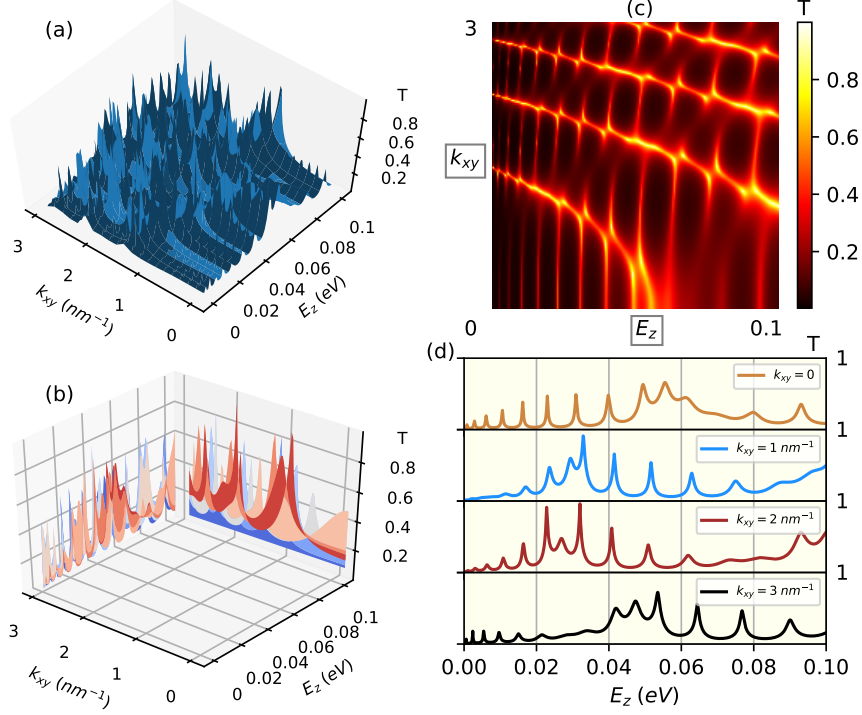 (a)
T
0.8
0.6
0.4
0.2
3
2
1
0
k_xy (nm⁻¹)
0
0.02
0.04
0.06
0.08
0.1
E_z (eV)
(b)
T
0.8
0.6
0.4
0.2
3
2
1
0
k_xy (nm⁻¹)
0
0.02
0.04
0.06
0.08
0.1
E_z (eV)
(c)
T
3
k_xy
0
E_z
0.1
0.8
0.6
0.4
0.2
(d)
T
1
k_xy = 0
1
k_xy = 1 nm⁻¹
1
k_xy = 2 nm⁻¹
1
k_xy = 3 nm⁻¹
0.00 0.02 0.04 0.06 0.08 0.10
E_z (eV)